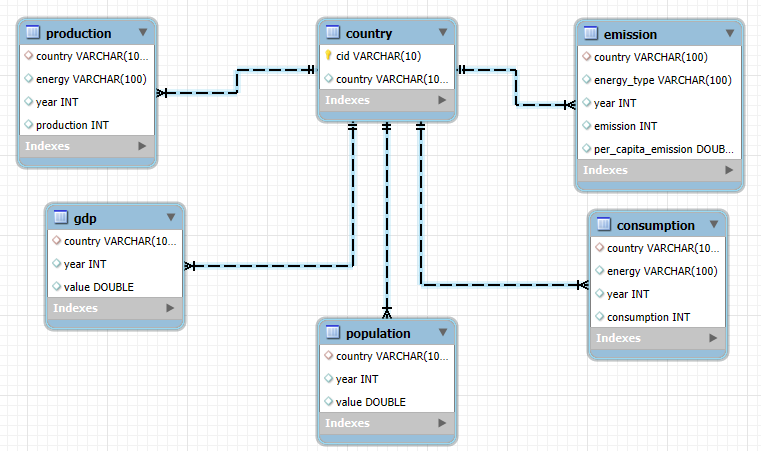 production
country VARCHAR(10...
energy VARCHAR(100)
year INT
production INT
Indexes
country
cid VARCHAR(10)
country VARCHAR(10...
Indexes
emission
country VARCHAR(100)
energy_type VARCHAR(100)
year INT
emission INT
per_capita_emission DOUB...
Indexes
gdp
country VARCHAR(10...
year INT
value DOUBLE
Indexes
population
country VARCHAR(10...
year INT
value DOUBLE
Indexes
consumption
country VARCHAR(10...
energy VARCHAR(100)
year INT
consumption INT
Indexes